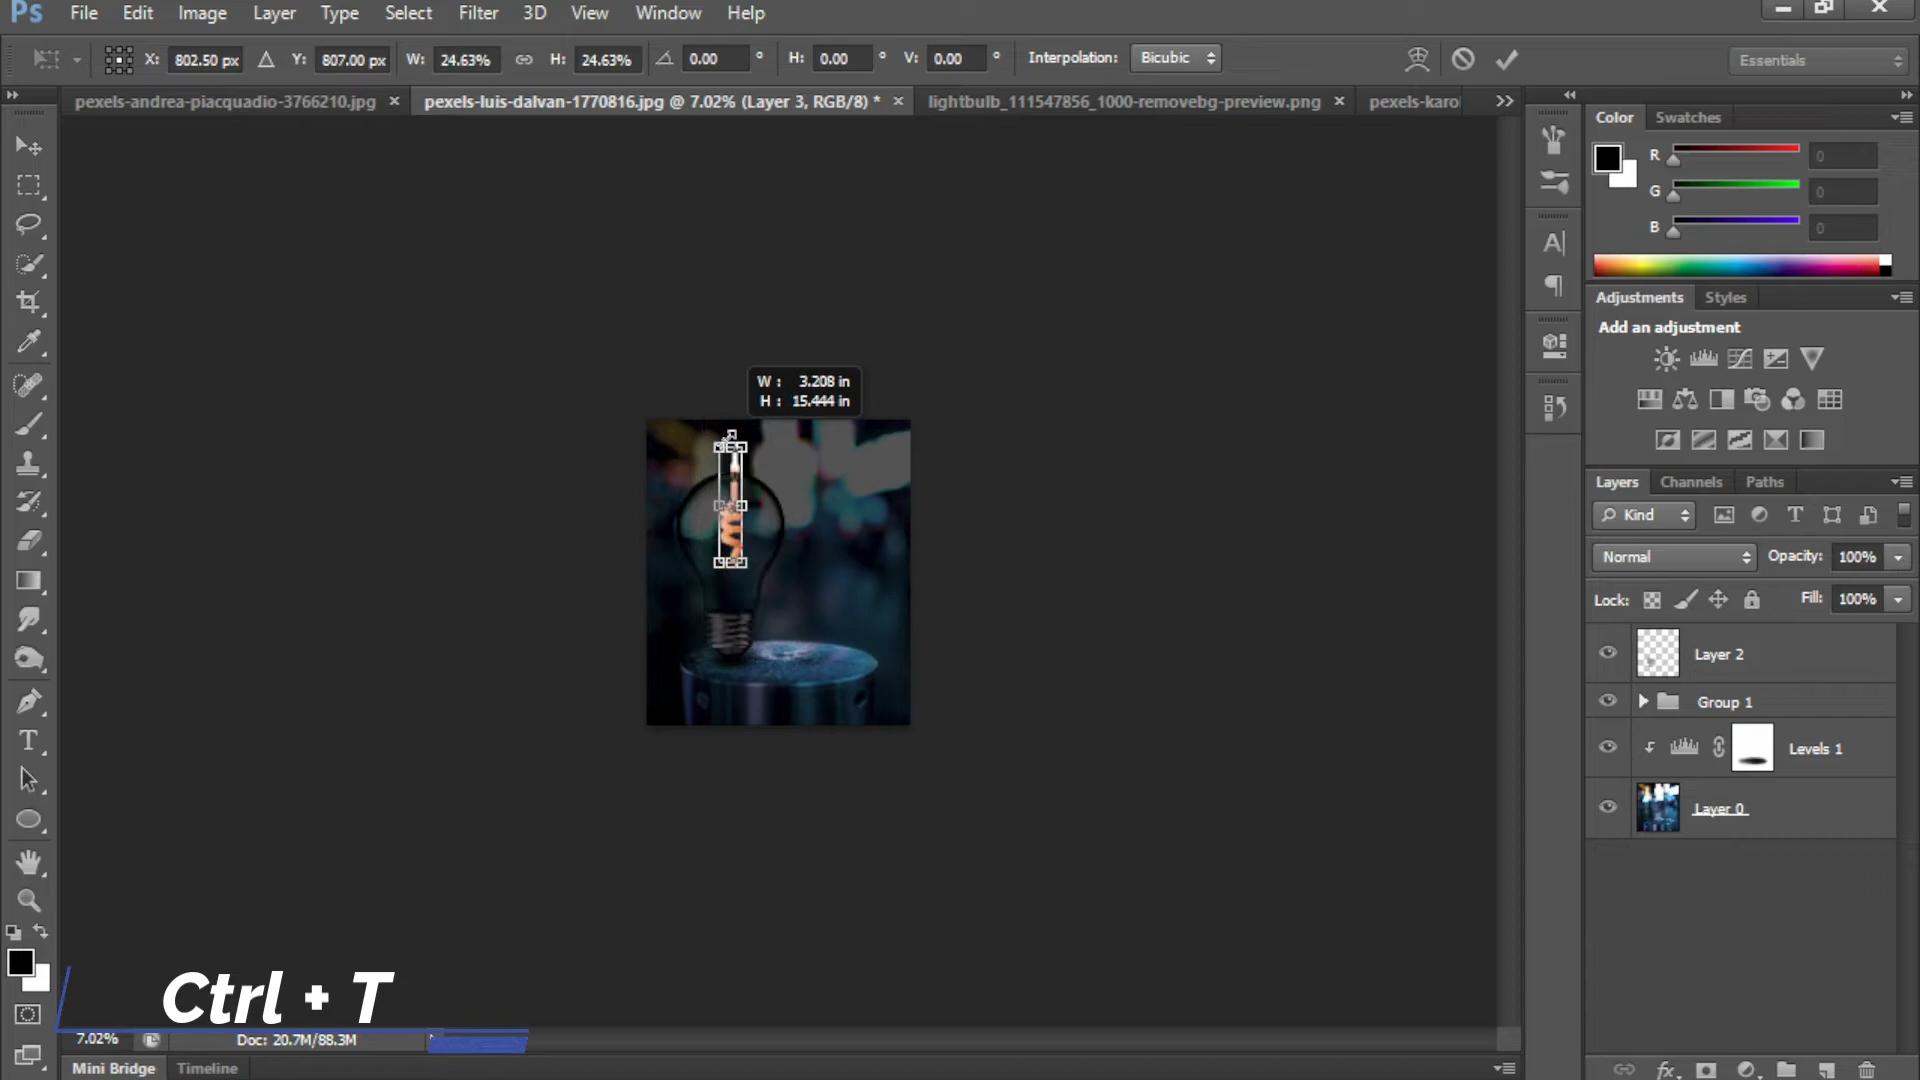 Ps File Edit Image Layer Type Select Filter 3D View Window Help
X: 802.50 px Y: 807.00 px W: 24.63% H: 24.63% 0.00 ° H: 0.00 ° V: 0.00 ° Interpolation: Bicubic Essentials
pexels-andrea-piacquadio-3766210.jpg × pexels-luis-dalvan-1770816.jpg @ 7.02% (Layer 3, RGB/8) * × lightbulb_111547856_1000-removebg-preview.png × pexels-karo
Color Swatches
R 0
G 0
B 0
Adjustments Styles
Add an adjustment
W : 3.208 in
H : 15.444 in
Layers Channels Paths
Kind
Normal Opacity: 100%
Lock: Fill: 100%
Layer 2
Group 1
Levels 1
Layer 0
Ctrl + T
7.02% Doc: 20.7M/88.3M
Mini Bridge Timeline